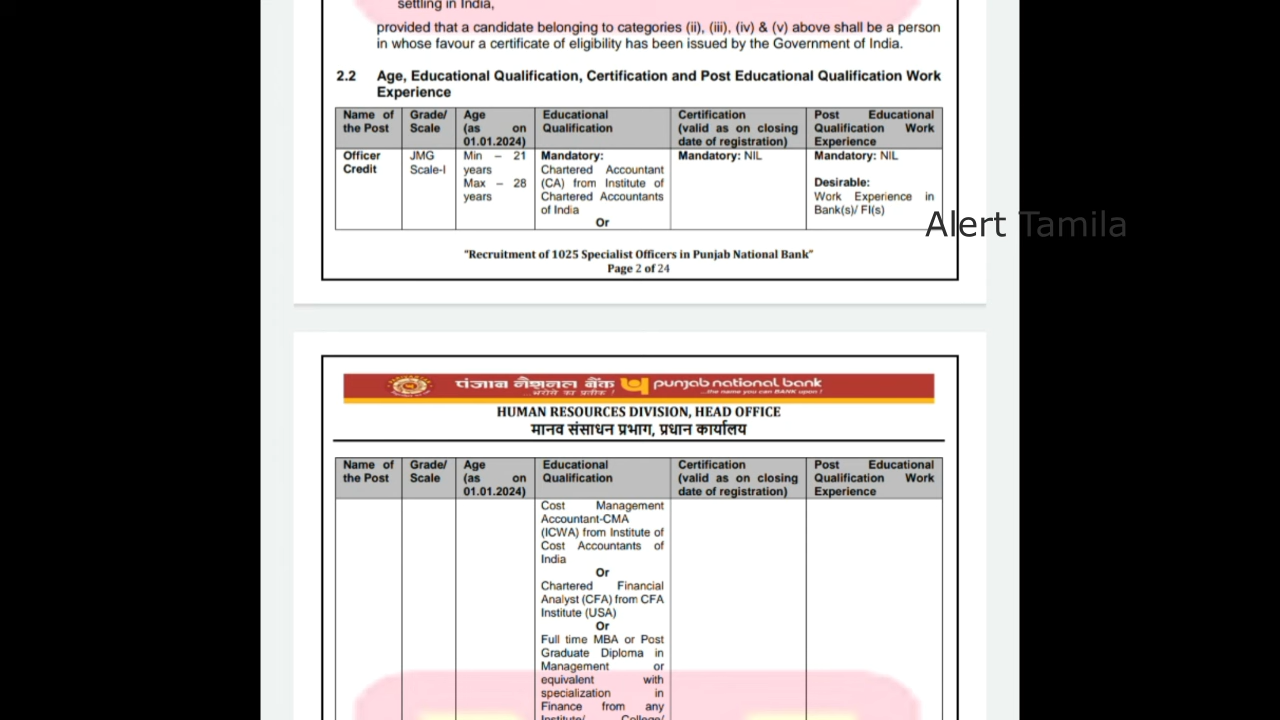 settling in India,
provided that a candidate belonging to categories (ii), (iii), (iv) & (v) above shall be a person
in whose favour a certificate of eligibility has been issued by the Government of India.
2.2 Age, Educational Qualification, Certification and Post Educational Qualification Work
Experience
Name of the Post
Grade/ Scale
Age (as on 01.01.2024)
Educational Qualification
Certification (valid as on closing date of registration)
Post Educational Qualification Work Experience
Officer Credit
JMG Scale-I
Min – 21 years
Max – 28 years
Mandatory:
Chartered Accountant
(CA) from Institute of
Chartered Accountants
of India
Or
Mandatory: NIL
Mandatory: NIL
Desirable:
Work Experience in
Bank(s)/ FI(s)
Alert Tamila
"Recruitment of 1025 Specialist Officers in Punjab National Bank"
Page 2 of 24
पंजाब नैशनल बैंक punjab national bank
...भरोसे का प्रतीक ! ...the name you can BANK upon !
HUMAN RESOURCES DIVISION, HEAD OFFICE
मानव संसाधन प्रभाग, प्रधान कार्यालय
Name of the Post
Grade/ Scale
Age (as on 01.01.2024)
Educational Qualification
Certification (valid as on closing date of registration)
Post Educational Qualification Work Experience
Cost Management
Accountant-CMA
(ICWA) from Institute of
Cost Accountants of
India
Or
Chartered Financial
Analyst (CFA) from CFA
Institute (USA)
Or
Full time MBA or Post
Graduate Diploma in
Management or
equivalent with
specialization in
Finance from any
Institute/ College/